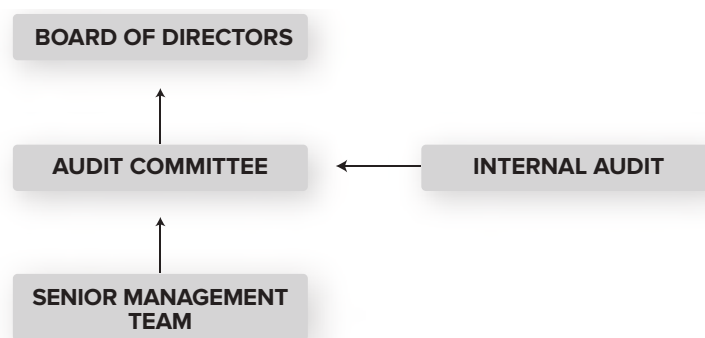 BOARD OF DIRECTORS
AUDIT COMMITTEE
INTERNAL AUDIT
SENIOR MANAGEMENT
TEAM